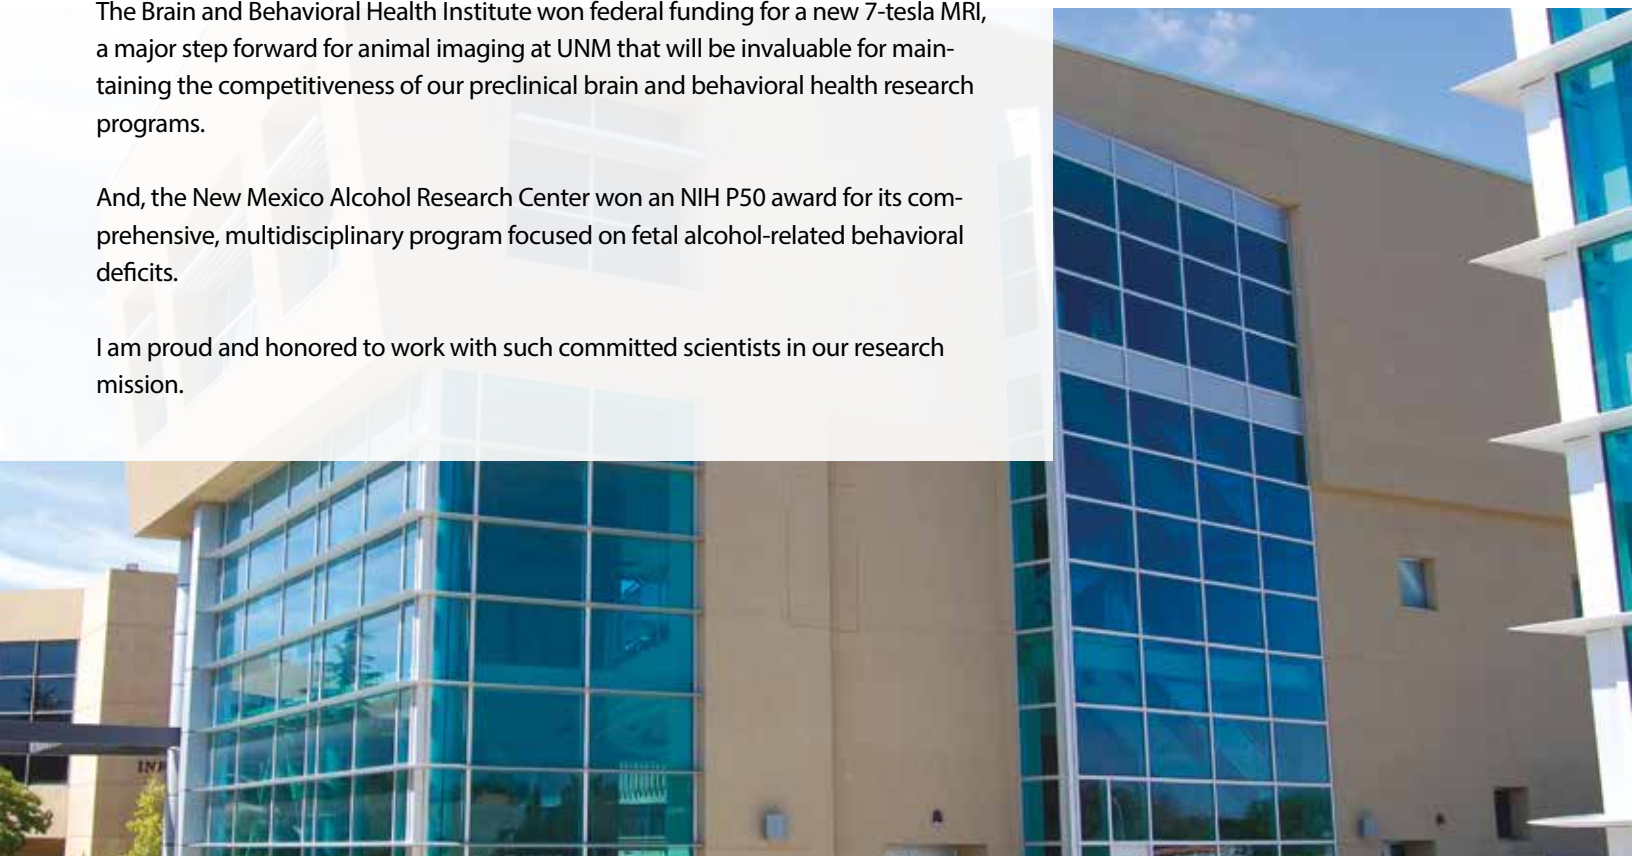 The Brain and Behavioral Health Institute won federal funding for a new 7-tesla MRI,
a major step forward for animal imaging at UNM that will be invaluable for main-
taining the competitiveness of our preclinical brain and behavioral health research
programs.
And, the New Mexico Alcohol Research Center won an NIH P50 award for its com-
prehensive, multidisciplinary program focused on fetal alcohol-related behavioral
deficits.
I am proud and honored to work with such committed scientists in our research
mission.